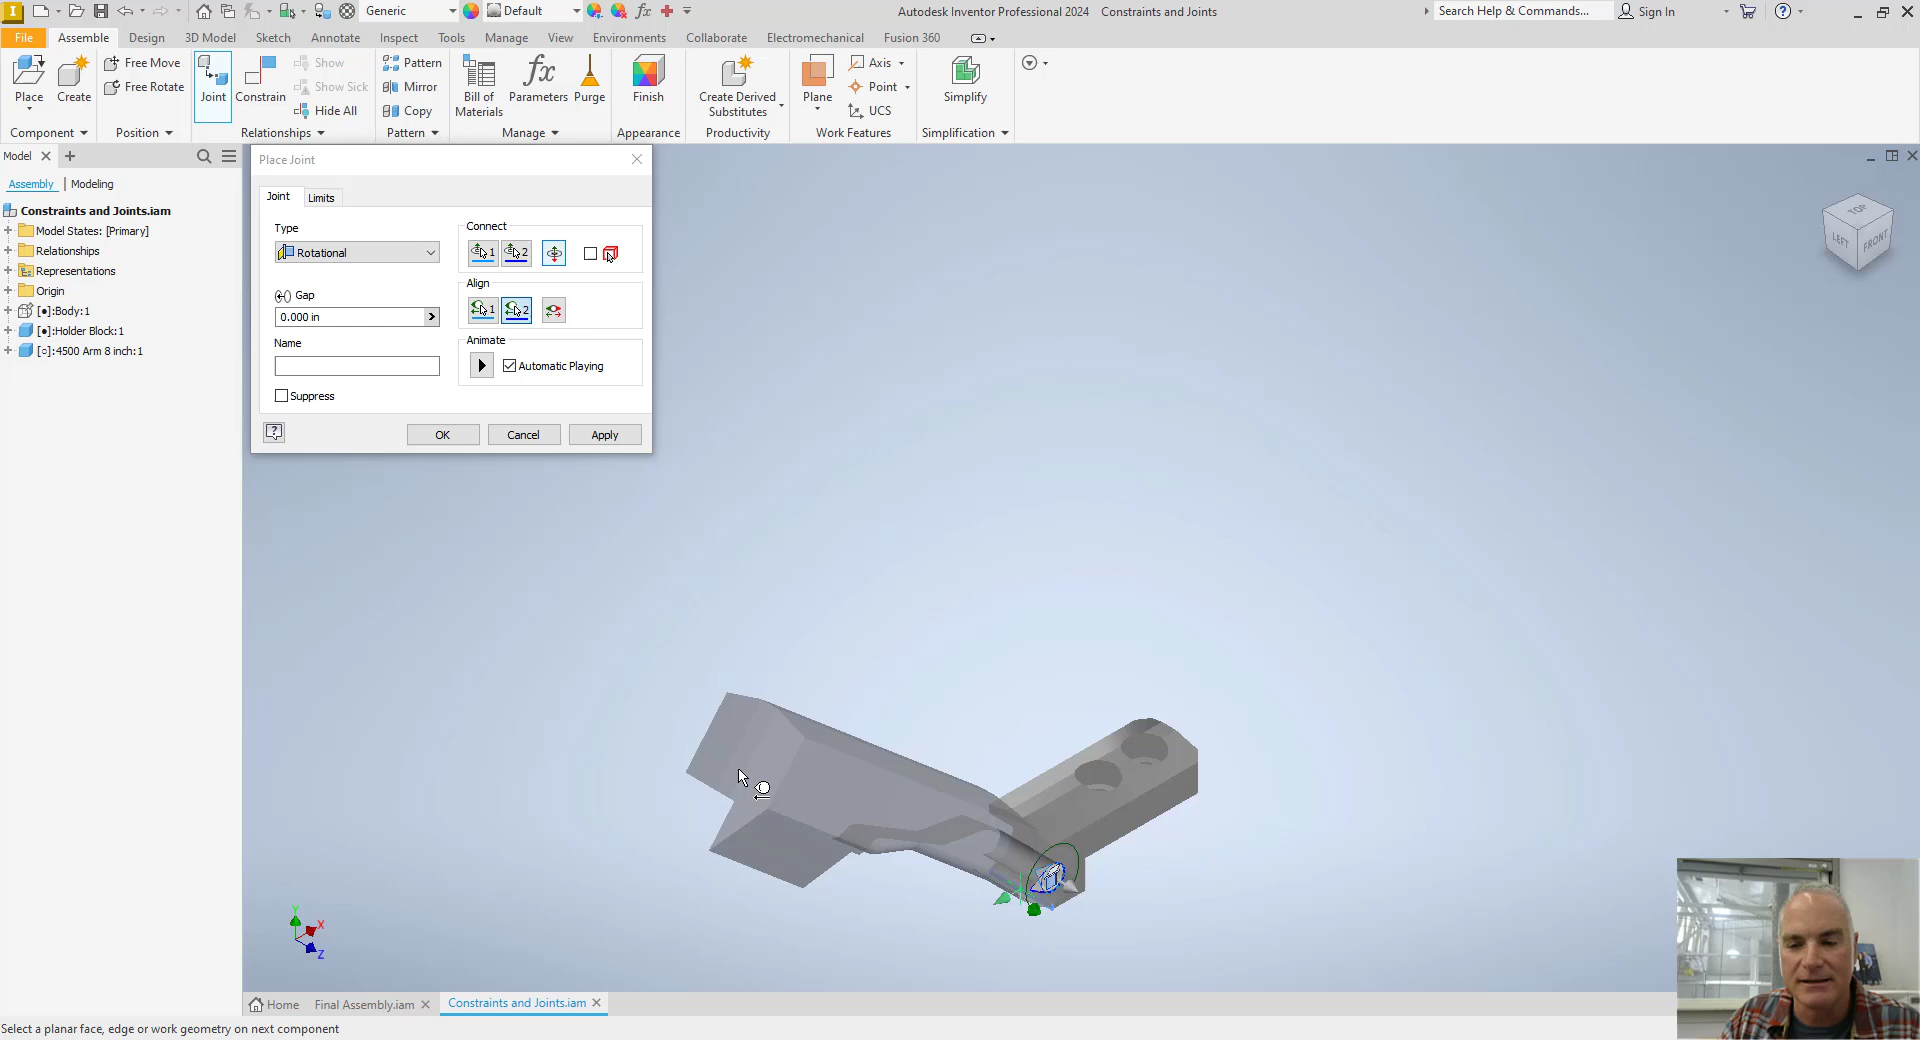 I Generic Default fx Autodesk Inventor Professional 2024 Constraints and Joints Search Help & Commands... Sign In
File Assemble Design 3D Model Sketch Annotate Inspect Tools Manage View Environments Collaborate Electromechanical Fusion 360
Free Move
Free Rotate
Place
Create
Component
Position
Joint
Constrain
Show
Show Sick
Hide All
Relationships
Pattern
Mirror
Copy
Pattern
Bill of
Materials
fx
Parameters
Purge
Manage
Finish
Appearance
Create Derived
Substitutes
Productivity
Plane
Axis
Point
UCS
Work Features
Simplify
Simplification
Model
Assembly | Modeling
Constraints and Joints.iam
Model States: [Primary]
Relationships
Representations
Origin
[●]:Body:1
[●]:Holder Block:1
[○]:4500 Arm 8 inch:1
Place Joint
Joint Limits
Type
Rotational
Gap
0.000 in
Name
Suppress
Connect
1 2
Align
1 2
Animate
Automatic Playing
OK Cancel Apply
TOP
LEFT FRONT
Y
X
Z
Home Final Assembly.iam Constraints and Joints.iam
Select a planar face, edge or work geometry on next component